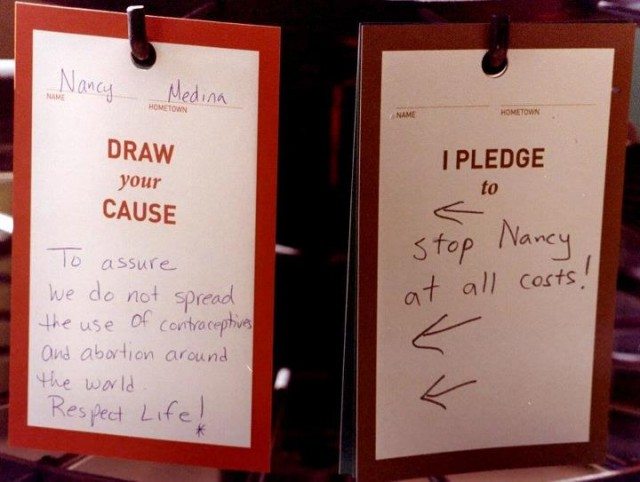 Nancy Medina
NAME HOMETOWN
DRAW
your
CAUSE
To assure
we do not spread
the use of contraceptives
and abortion around
the world.
Respect Life!
*
NAME HOMETOWN
I PLEDGE
to
stop Nancy
at all costs!